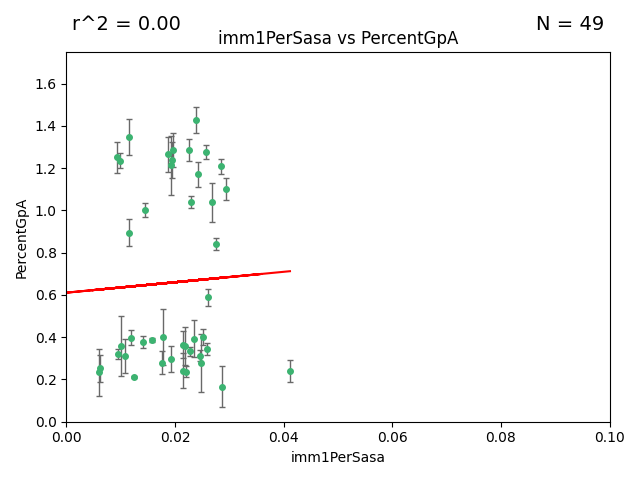 r^2 = 0.00
N = 49
imm1PerSasa vs PercentGpA
1.6
1.4
1.2
1.0
0.8
0.6
0.4
0.2
0.0
PercentGpA
0.00 0.02 0.04 0.06 0.08 0.10
imm1PerSasa